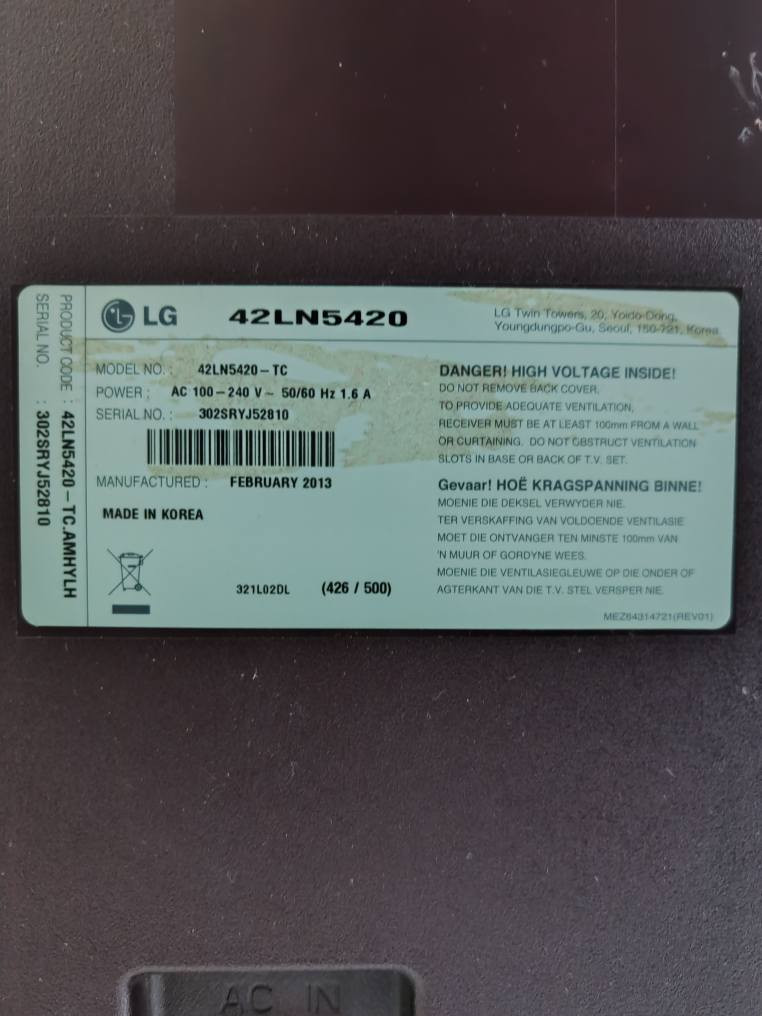 LG
42LN5420
LG Twin Towers, 20, Yoido-Dong,
Youngdungpo-Gu, Seoul, 150-721, Korea
PRODUCT CODE : 42LN5420-TC.AMHYLH
SERIAL NO. : 302SRYJ52810
MODEL NO. : 42LN5420-TC
POWER : AC 100-240 V~ 50/60 Hz 1.6 A
SERIAL NO. : 302SRYJ52810
MANUFACTURED : FEBRUARY 2013
MADE IN KOREA
321L02DL (426 / 500)
DANGER! HIGH VOLTAGE INSIDE!
DO NOT REMOVE BACK COVER.
TO PROVIDE ADEQUATE VENTILATION,
RECEIVER MUST BE AT LEAST 100mm FROM A WALL
OR CURTAINING. DO NOT OBSTRUCT VENTILATION
SLOTS IN BASE OR BACK OF T.V. SET.
Gevaar! HOË KRAGSPANNING BINNE!
MOENIE DIE DEKSEL VERWYDER NIE.
TER VERSKAFFING VAN VOLDOENDE VENTILASIE
MOET DIE ONTVANGER TEN MINSTE 100mm VAN
'N MUUR OF GORDYNE WEES.
MOENIE DIE VENTILASIEGLEUWE OP DIE ONDER OF
AGTERKANT VAN DIE T.V. STEL VERSPER NIE.
MEZ64314721(REV01)
AC IN